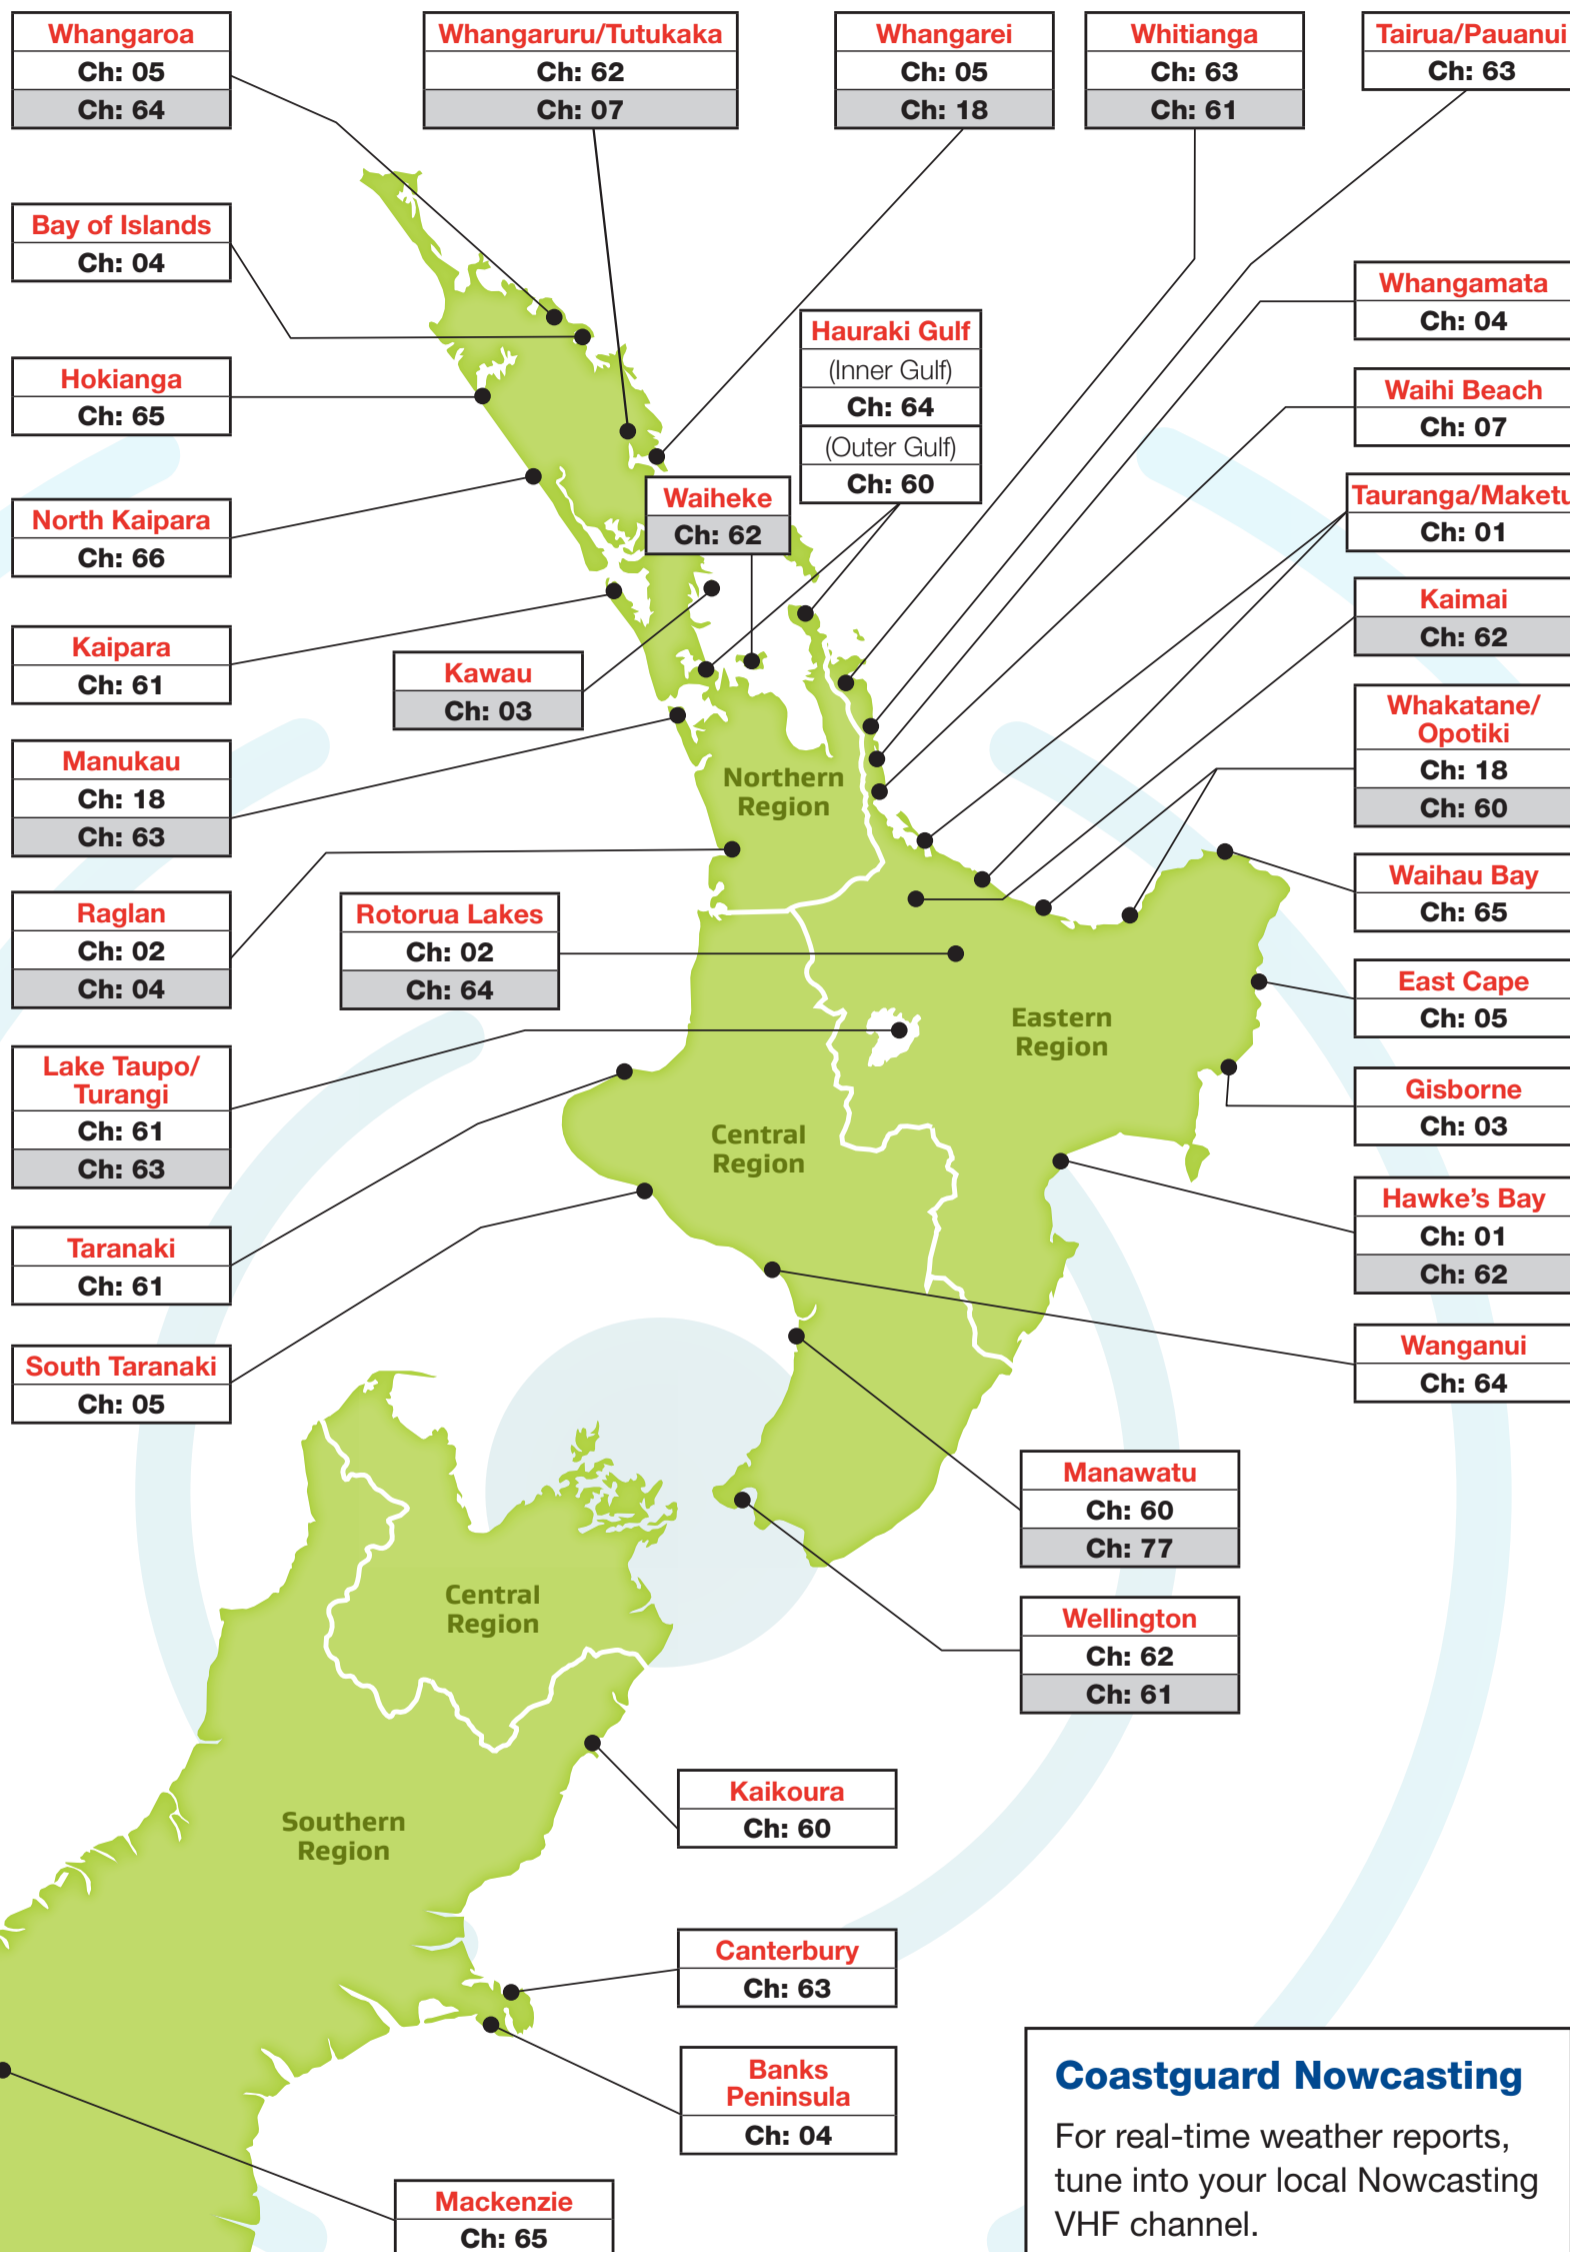 Whangaroa
Ch: 05
Ch: 64
Whangaruru/Tutukaka
Ch: 62
Ch: 07
Whangarei
Ch: 05
Ch: 18
Whitianga
Ch: 63
Ch: 61
Tairua/Pauanui
Ch: 63
Bay of Islands
Ch: 04
Whangamata
Ch: 04
Hauraki Gulf
(Inner Gulf)
Ch: 64
(Outer Gulf)
Ch: 60
Hokianga
Ch: 65
Waihi Beach
Ch: 07
Waiheke
Ch: 62
Tauranga/Maketu
Ch: 01
North Kaipara
Ch: 66
Kaimai
Ch: 62
Kaipara
Ch: 61
Kawau
Ch: 03
Whakatane/
Opotiki
Ch: 18
Ch: 60
Manukau
Ch: 18
Ch: 63
Northern
Region
Waihau Bay
Ch: 65
Raglan
Ch: 02
Ch: 04
Rotorua Lakes
Ch: 02
Ch: 64
East Cape
Ch: 05
Eastern
Region
Lake Taupo/
Turangi
Ch: 61
Ch: 63
Gisborne
Ch: 03
Central
Region
Hawke's Bay
Ch: 01
Ch: 62
Taranaki
Ch: 61
Wanganui
Ch: 64
South Taranaki
Ch: 05
Manawatu
Ch: 60
Ch: 77
Central
Region
Wellington
Ch: 62
Ch: 61
Kaikoura
Ch: 60
Southern
Region
Canterbury
Ch: 63
Banks
Peninsula
Ch: 04
Mackenzie
Ch: 65
Coastguard Nowcasting
For real-time weather reports,
tune into your local Nowcasting
VHF channel.